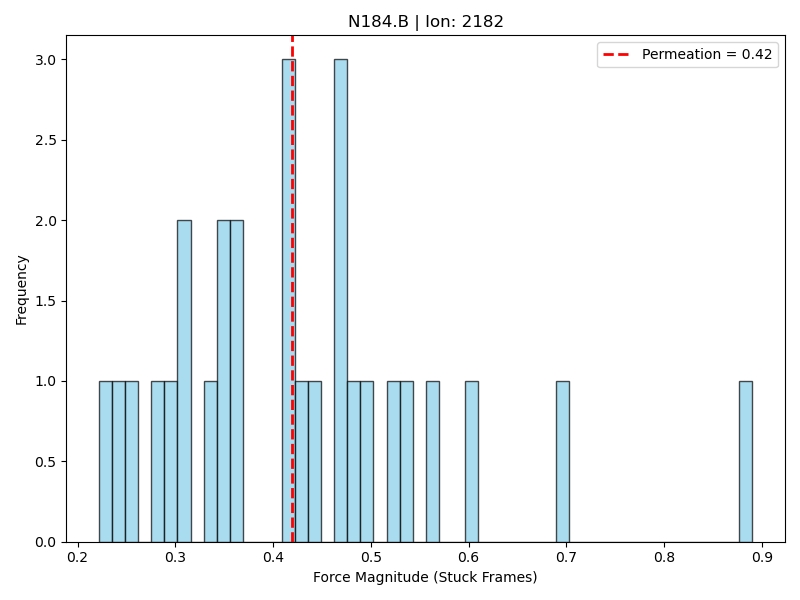 N184.B | Ion: 2182
Permeation = 0.42
Frequency
3.0
2.5
2.0
1.5
1.0
0.5
0.0
0.2 0.3 0.4 0.5 0.6 0.7 0.8 0.9
Force Magnitude (Stuck Frames)